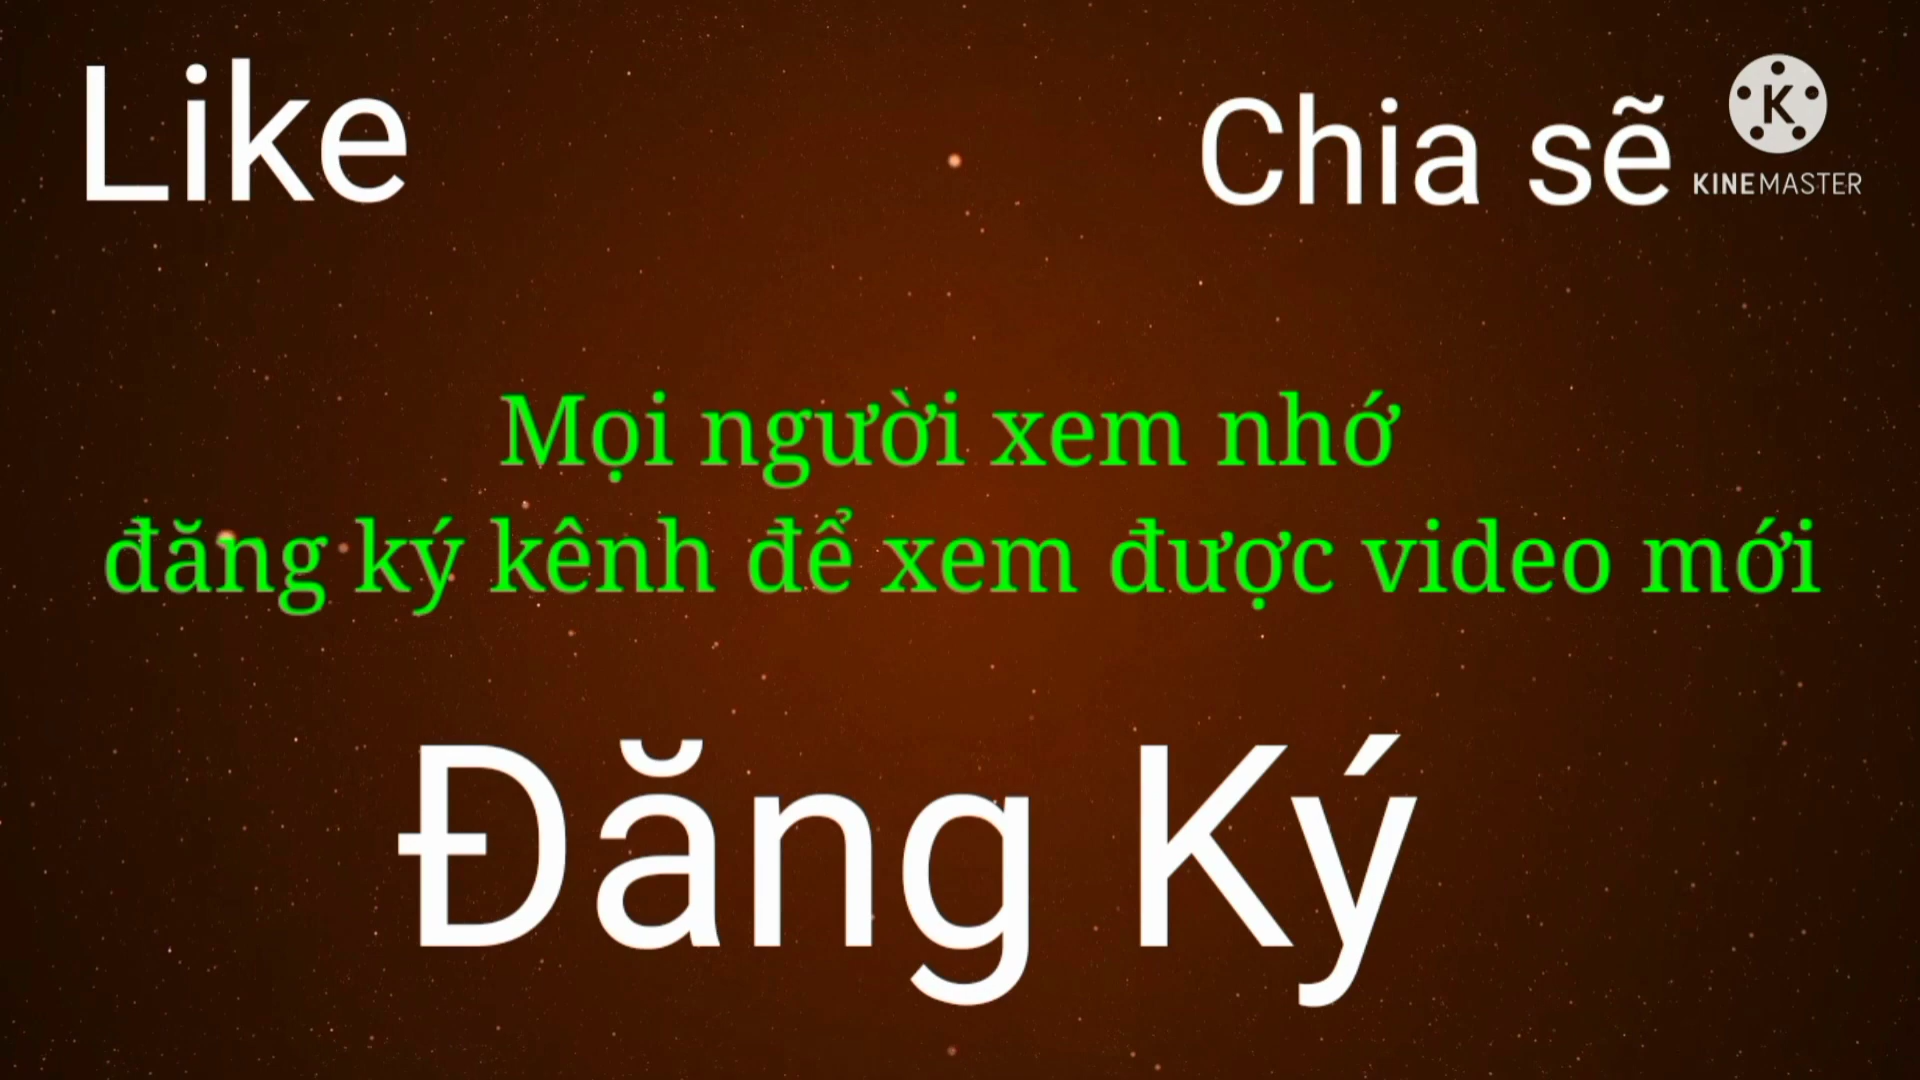 Like
Chia sẽ
K
KINEMASTER
Mọi người xem nhớ
đăng ký kênh để xem được video mới
Đăng Ký